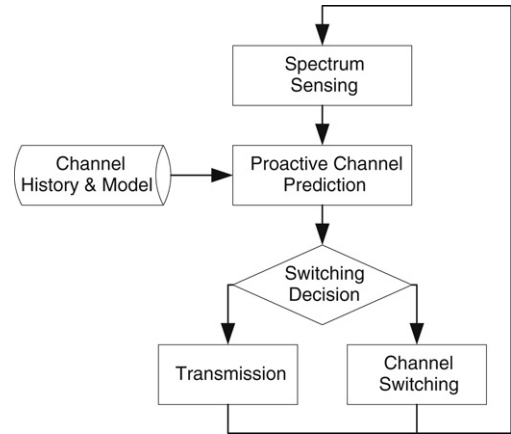 Spectrum
Sensing
Channel
History & Model
Proactive Channel
Prediction
Switching
Decision
Transmission
Channel
Switching